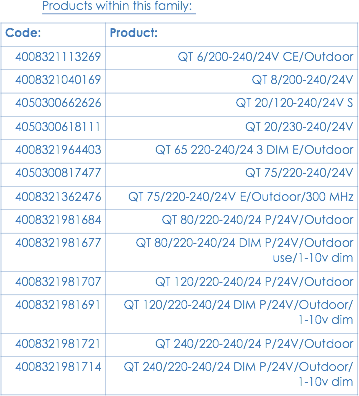 Products within this family:
Code: Product:
4008321113269 QT 6/200-240/24V CE/Outdoor
4008321040169 QT 8/200-240/24V
4050300662626 QT 20/120-240/24V S
4050300618111 QT 20/230-240/24V
4008321964403 QT 65 220-240/24 3 DIM E/Outdoor
4050300817477 QT 75/220-240/24V
4008321362476 QT 75/220-240/24V E/Outdoor/300 MHz
4008321981684 QT 80/220-240/24 P/24V/Outdoor
4008321981677 QT 80/220-240/24 DIM P/24V/Outdoor
use/1-10v dim
4008321981707 QT 120/220-240/24 P/24V/Outdoor
4008321981691 QT 120/220-240/24 DIM P/24V/Outdoor/
1-10v dim
4008321981721 QT 240/220-240/24 P/24V/Outdoor
4008321981714 QT 240/220-240/24 DIM P/24V/Outdoor/
1-10v dim